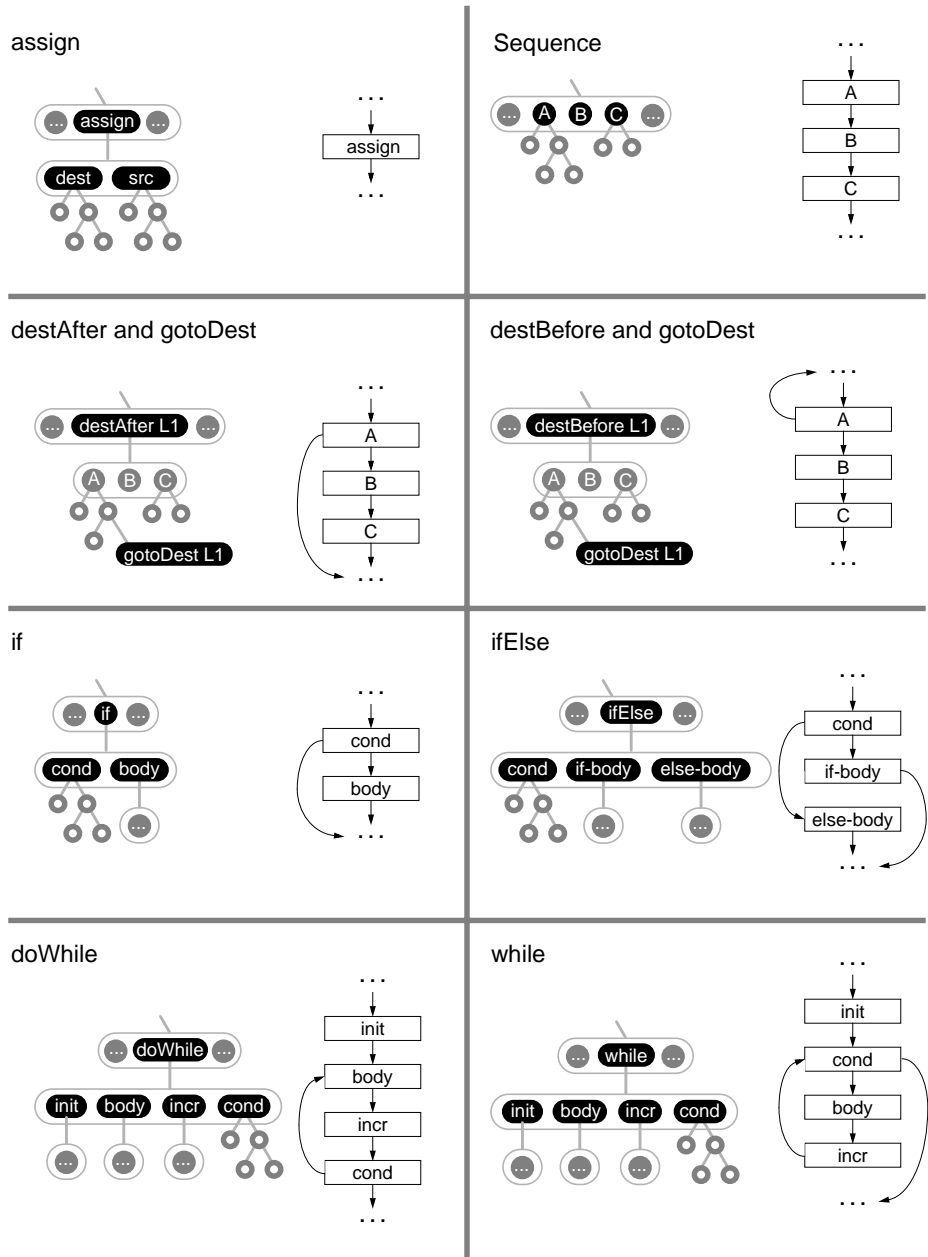 assign
... assign ...
dest src
...
assign
...
Sequence
... A B C ...
...
A
B
C
...
destAfter and gotoDest
... destAfter L1 ...
A B C
gotoDest L1
...
A
B
C
...
destBefore and gotoDest
... destBefore L1 ...
A B C
gotoDest L1
...
A
B
C
...
if
... if ...
cond body
...
...
cond
body
...
ifElse
... ifElse ...
cond if-body else-body
... ...
...
cond
if-body
else-body
...
doWhile
... doWhile ...
init body incr cond
... ... ...
...
init
body
incr
cond
...
while
... while ...
init body incr cond
... ... ...
...
init
cond
body
incr
...